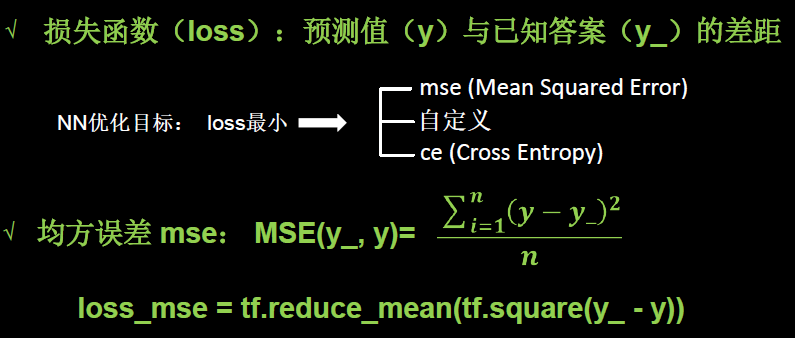 √ 损失函数（loss）：预测值（y）与已知答案（y_）的差距
mse (Mean Squared Error)
NN优化目标： loss最小
自定义
ce (Cross Entropy)
√ 均方误差 mse： MSE(y_, y)= ∑ⁿᵢ₌₁(y − y_)² / n
loss_mse = tf.reduce_mean(tf.square(y_ - y))